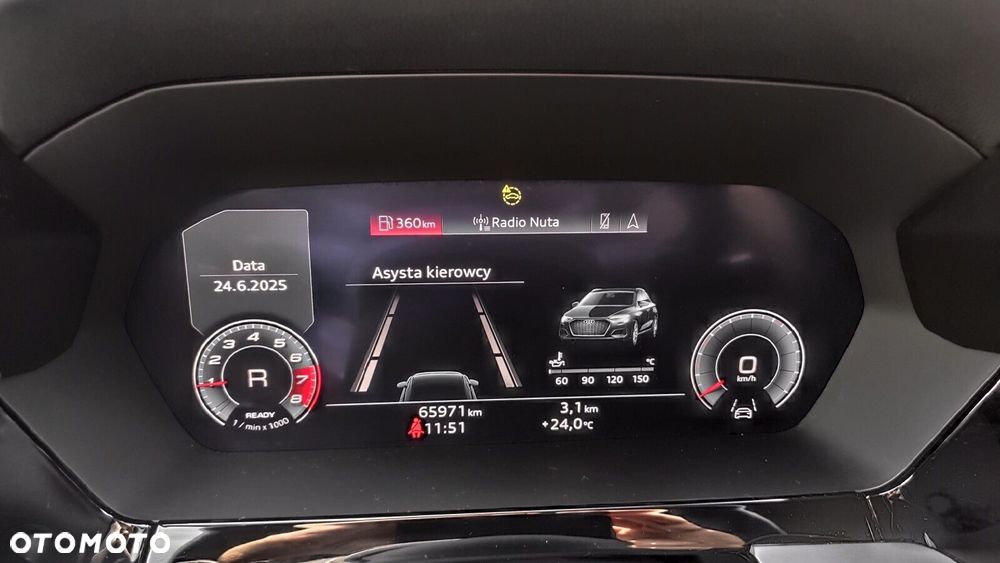 360km
Radio Nuta
Data
24.6.2025
Asysta kierowcy
1 2 3 4 5 6 7 8
R
READY
1/min x 1000
°C
60 90 120 150
0
km/h
65971 km
3,1 km
11:51
+24,0 °C
OTOMOTO